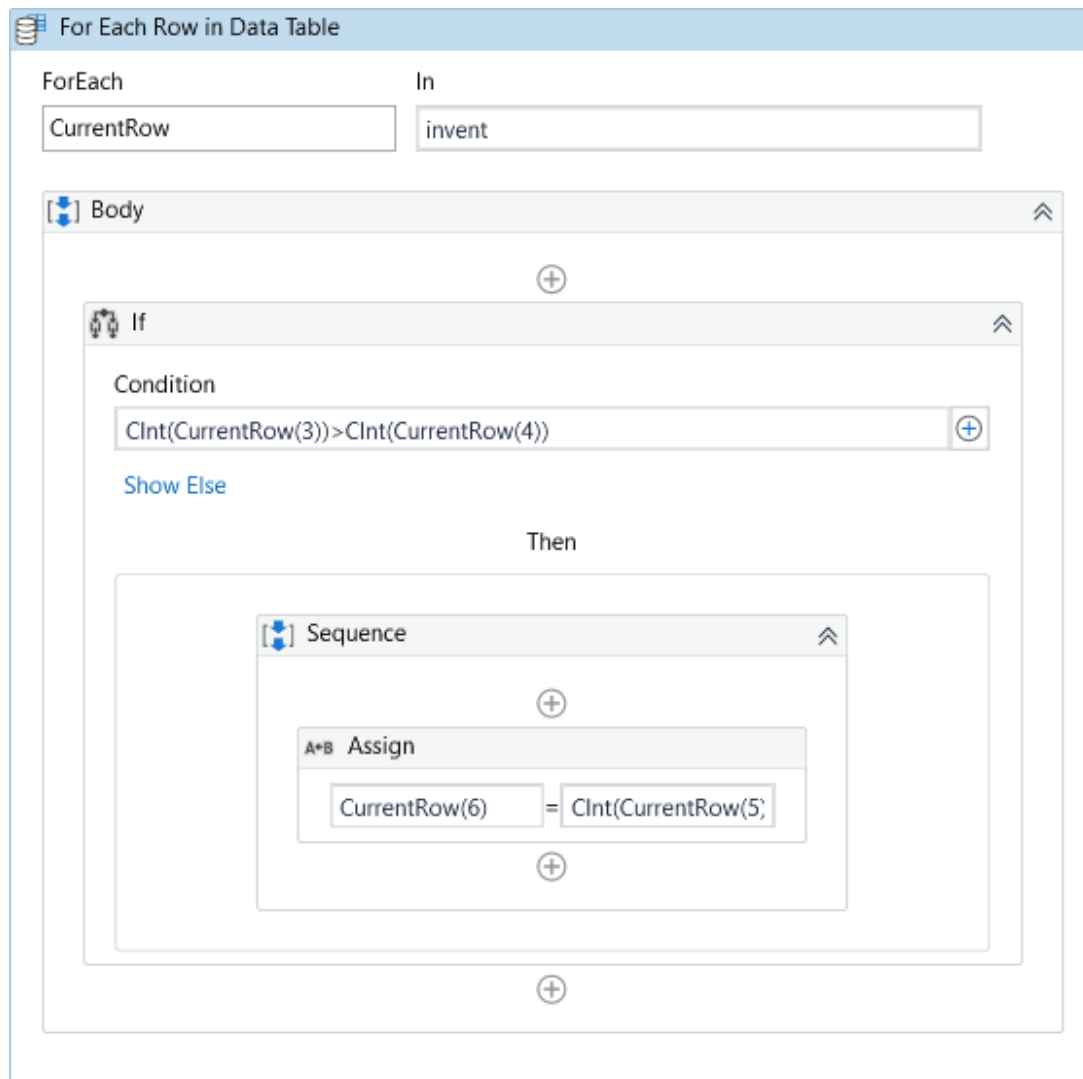 For Each Row in Data Table
ForEach In
CurrentRow invent
Body
If
Condition
CInt(CurrentRow(3))>CInt(CurrentRow(4))
Show Else
Then
Sequence
A+B Assign
CurrentRow(6) = CInt(CurrentRow(5)